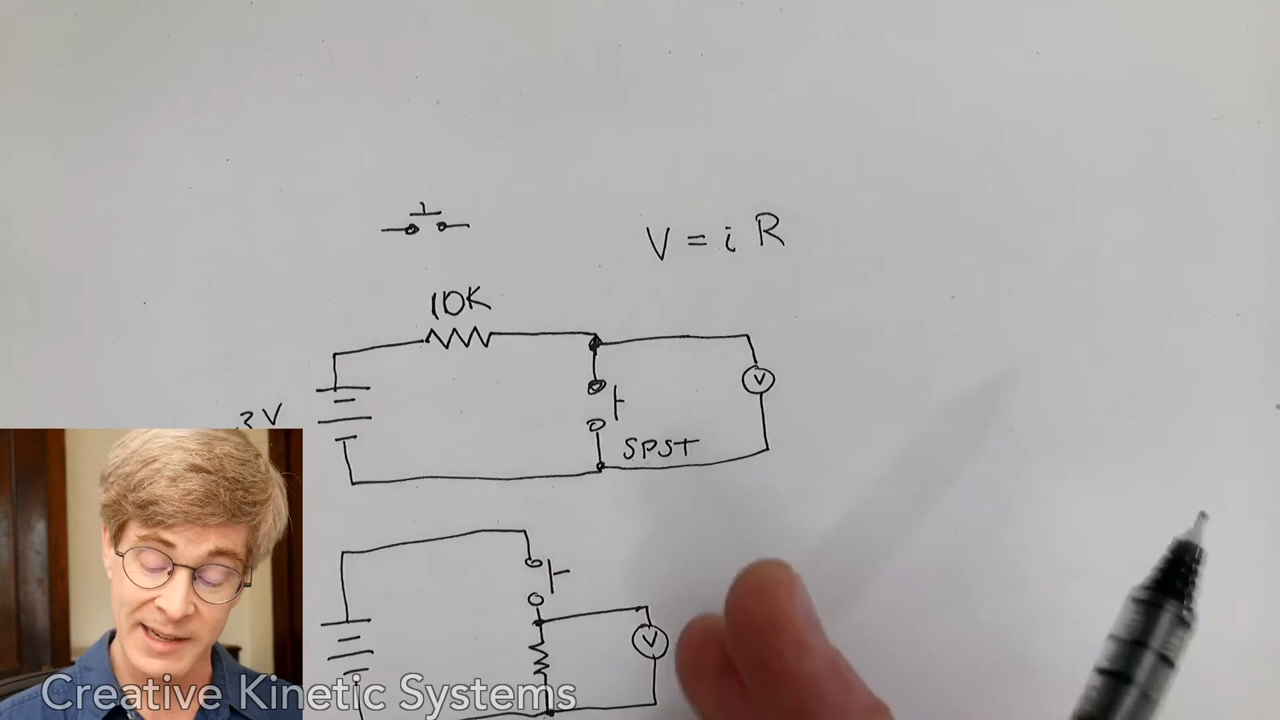 V = i R
10K
3V
V
SPST
V
Creative Kinetic Systems